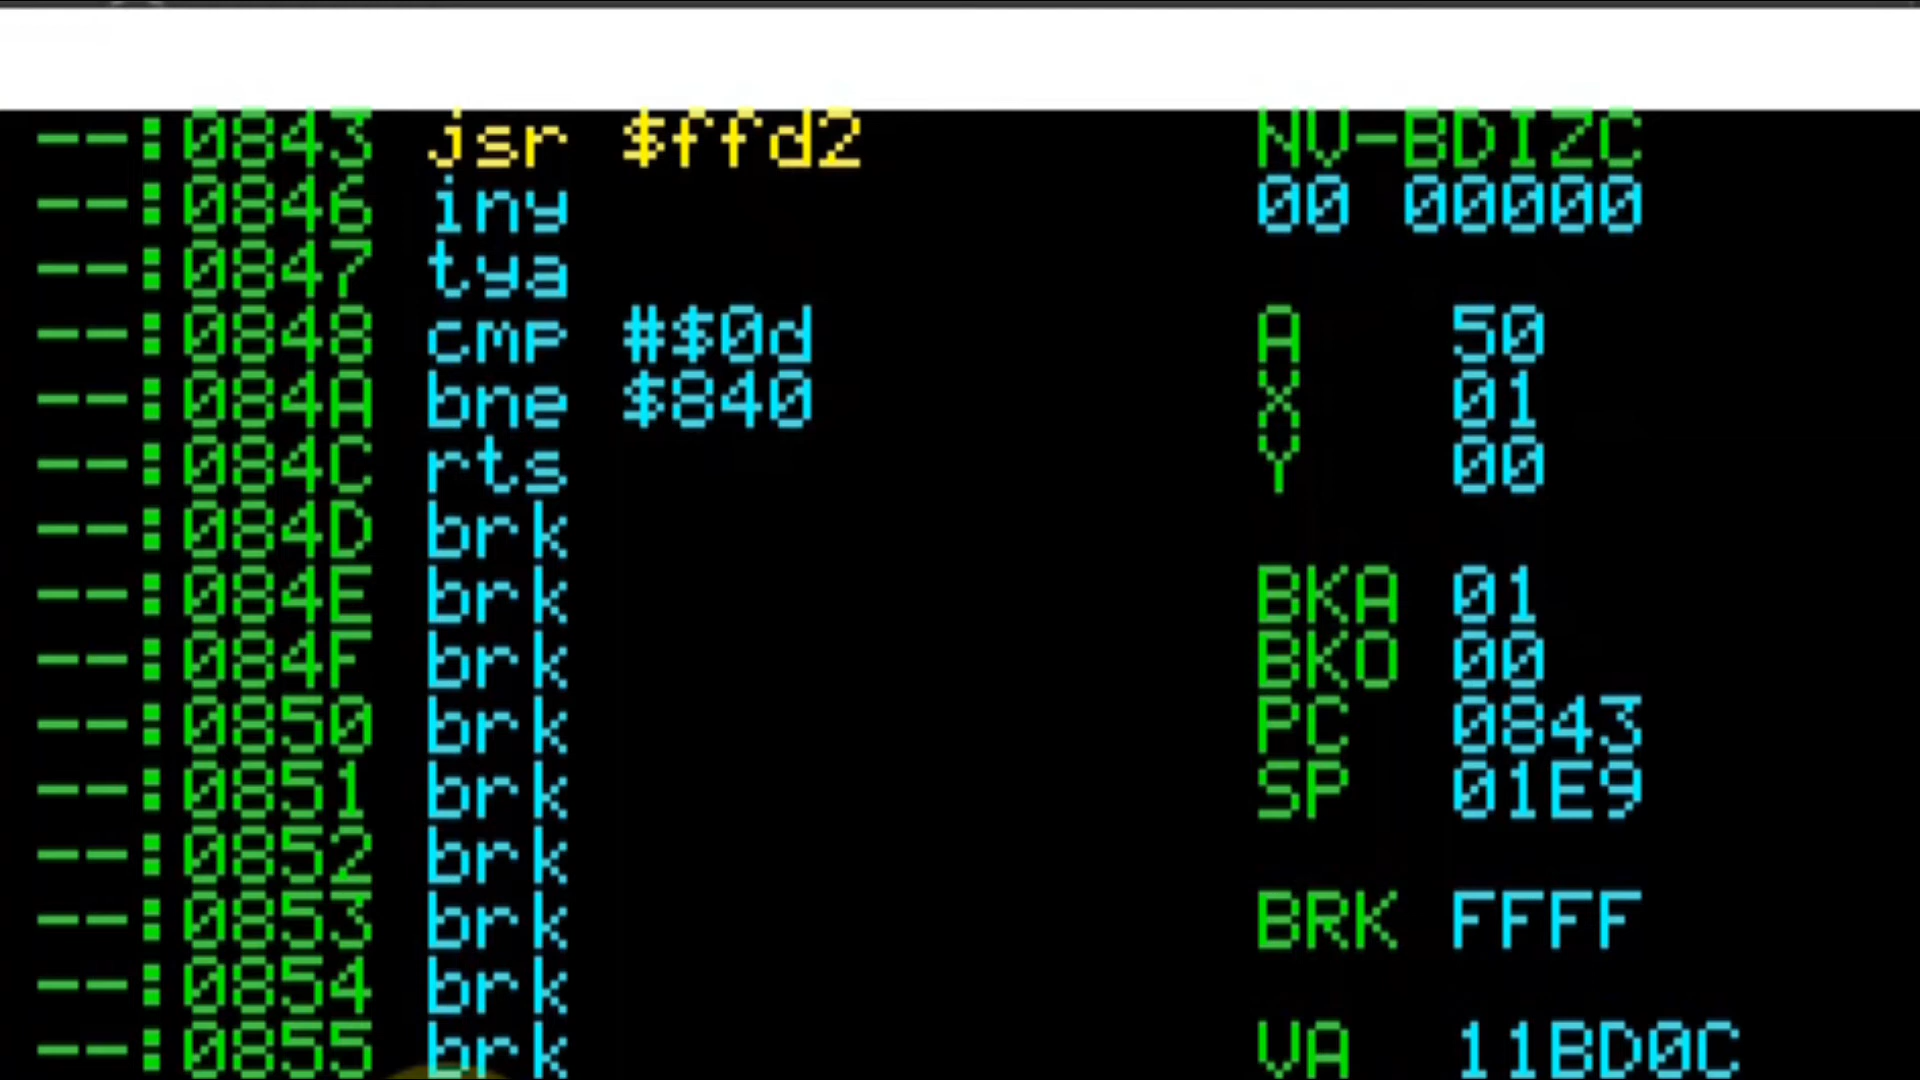 --:0843 jsr $ffd2 NV-BDIZC
--:0846 iny 00 00000
--:0847 tya
--:0848 cmp #$0d A 50
--:084A bne $840 X 01
--:084C rts Y 00
--:084D brk
--:084E brk BKA 01
--:084F brk BKO 00
--:0850 brk PC 0843
--:0851 brk SP 01E9
--:0852 brk
--:0853 brk BRK FFFF
--:0854 brk
--:0855 brk VA 11BD0C